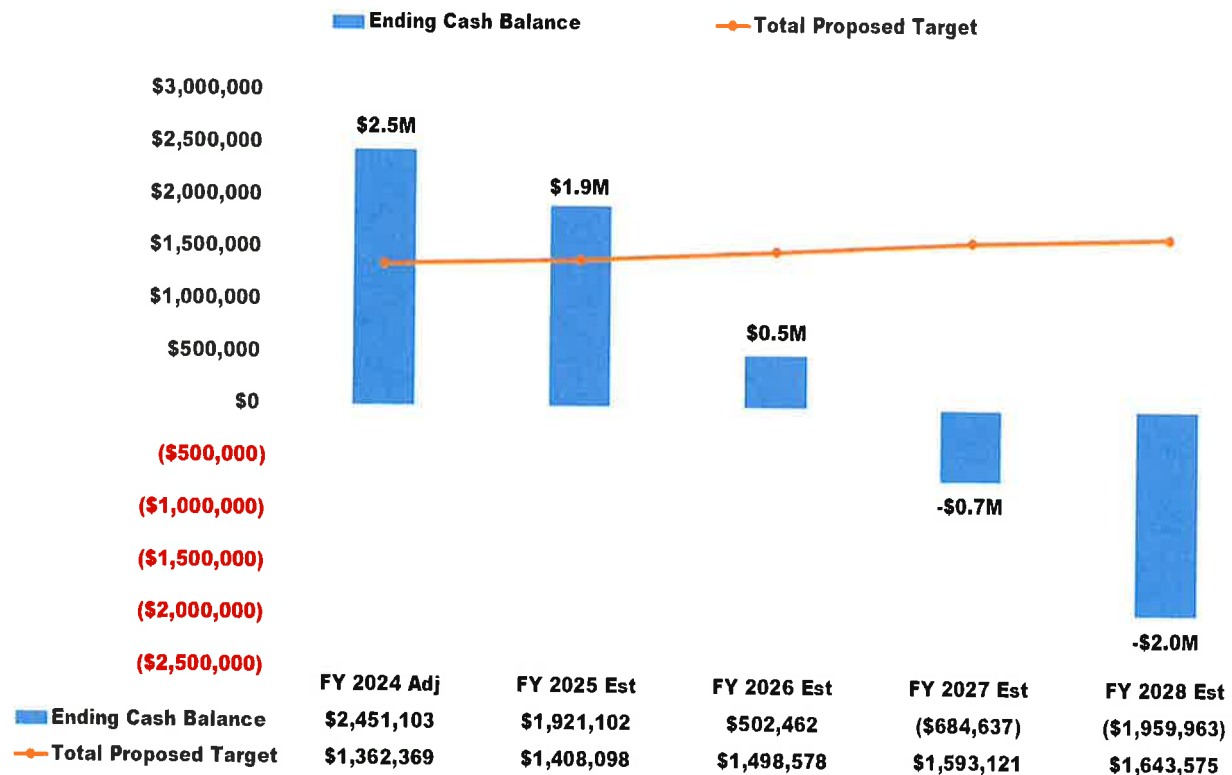 Ending Cash Balance Total Proposed Target
$3,000,000
$2.5M
$2,500,000
$1.9M
$2,000,000
$1,500,000
$1,000,000
$0.5M
$500,000
$0
($500,000)
($1,000,000)
-$0.7M
($1,500,000)
($2,000,000)
-$2.0M
($2,500,000)
FY 2024 Adj FY 2025 Est FY 2026 Est FY 2027 Est FY 2028 Est
Ending Cash Balance $2,451,103 $1,921,102 $502,462 ($684,637) ($1,959,963)
Total Proposed Target $1,362,369 $1,408,098 $1,498,578 $1,593,121 $1,643,575